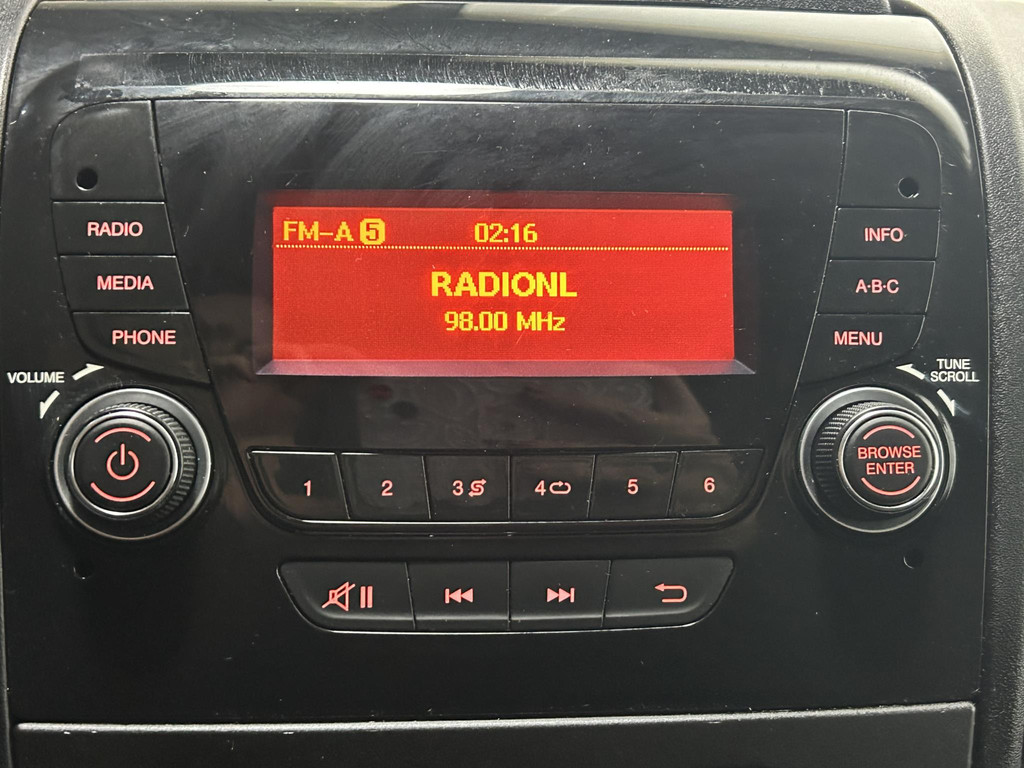 FM-A 5 02:16
RADIONL
98.00 MHz
RADIO
MEDIA
PHONE
VOLUME
INFO
A·B·C
MENU
TUNE
SCROLL
BROWSE
ENTER
1 2 3 4 5 6